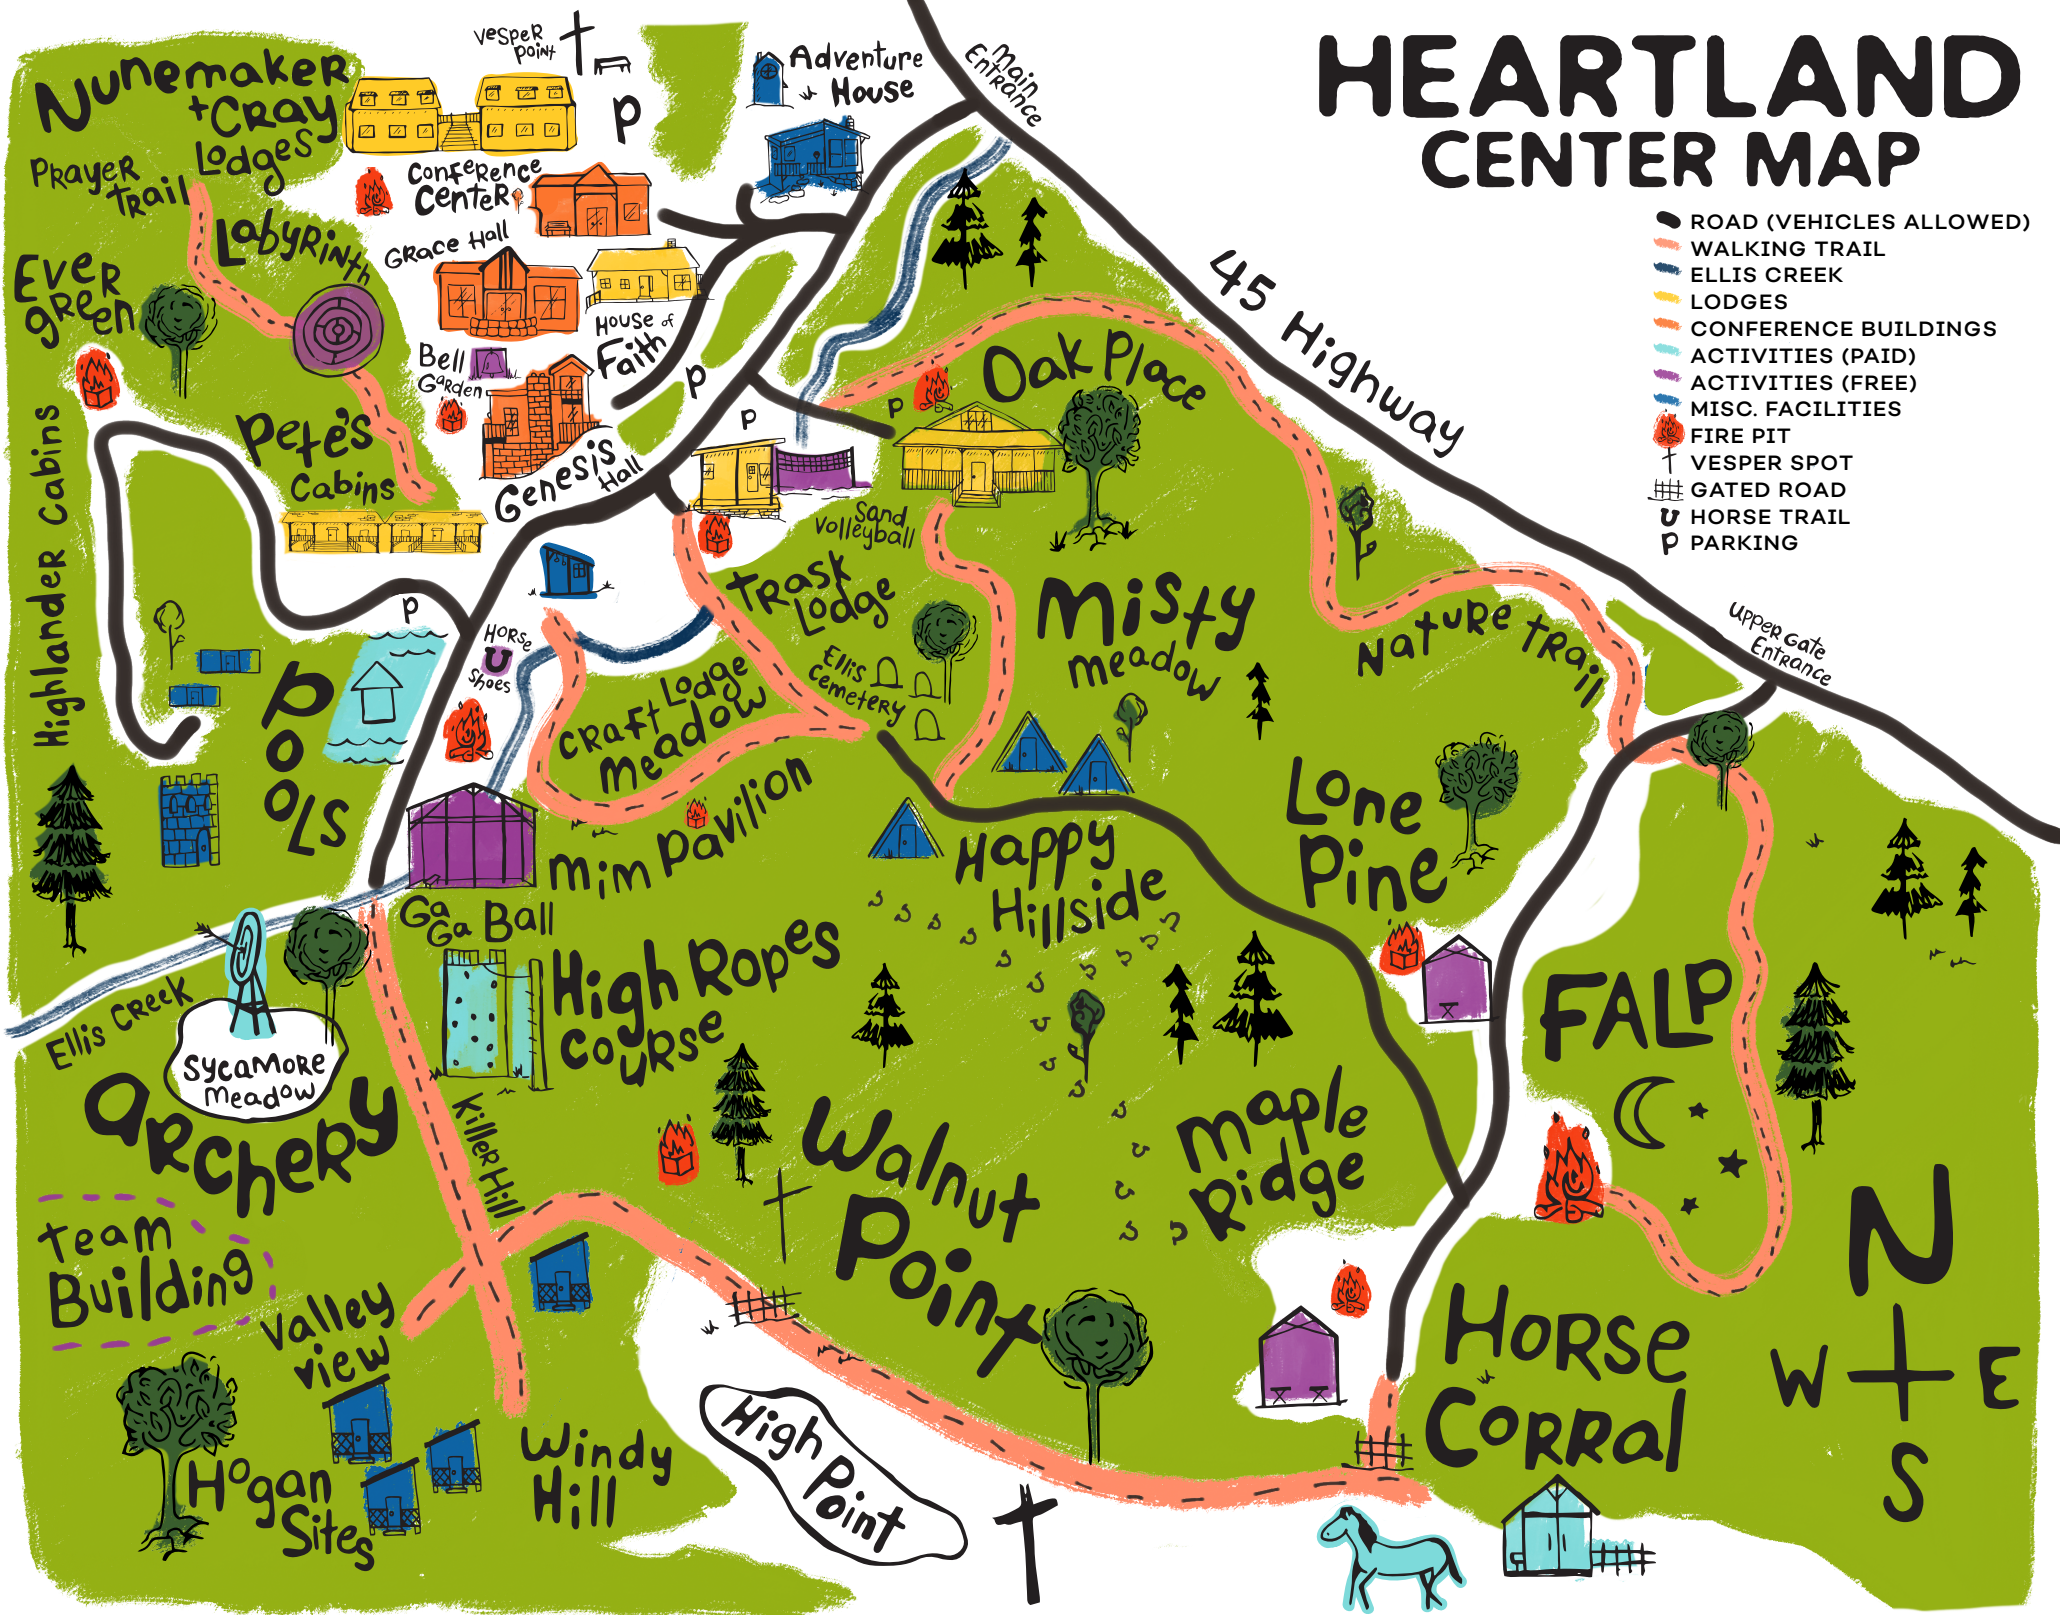 HEARTLAND
CENTER MAP
ROAD (VEHICLES ALLOWED)
WALKING TRAIL
ELLIS CREEK
LODGES
CONFERENCE BUILDINGS
ACTIVITIES (PAID)
ACTIVITIES (FREE)
MISC. FACILITIES
FIRE PIT
VESPER SPOT
GATED ROAD
HORSE TRAIL
P PARKING
Vesper
Point
P
Adventure
House
Main
Entrance
Nunemaker
+Cray
Lodges
Prayer
Trail
Conference
Center
Labyrinth
Grace Hall
Ever
green
House of
Faith
Bell
Garden
P
P
P
45 Highway
Oak Place
Pete's
Cabins
Genesis
Hall
Highlander Cabins
Sand
Volleyball
Trask
Lodge
P
Horse
Shoes
Misty
Meadow
Nature Trail
Upper Gate
Entrance
Ellis
Cemetery
Craft Lodge
Meadow
Pools
Mim Pavilion
Lone
Pine
Happy
Hillside
Ga
Ga Ball
High Ropes
Course
FALP
Ellis Creek
Sycamore
Meadow
Archery
Killer Hill
Walnut
Point
Maple
Ridge
Team
Building
Valley
View
Horse
Corral
N
W E
S
High
Point
Windy
Hill
Hogan
Sites